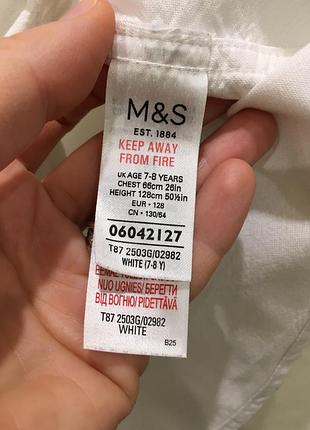 M&S
EST. 1884
KEEP AWAY
FROM FIRE
UK AGE 7-8 YEARS
CHEST 66cm 26in
HEIGHT 128cm 50½in
EUR • 128
CN • 130/64
06042127
T87 2503G/02982
WHITE (7-8 Y)
NUO UGNIES/ БЕРЕГТИ
ВІД ВОГНЮ/ PIDETTÄVÄ
T87 2503G/02982
WHITE
B25